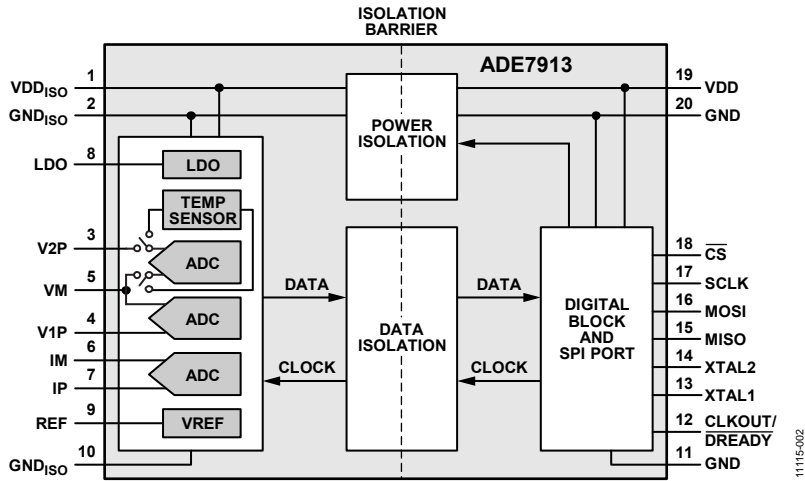 ISOLATION
BARRIER
ADE7913
VDDISO 1
GNDISO 2
LDO 8
V2P 3
VM 5
V1P 4
IM 6
IP 7
REF 9
GNDISO 10
LDO
TEMP
SENSOR
ADC
ADC
ADC
VREF
POWER
ISOLATION
DATA
CLOCK
DATA
ISOLATION
DATA
CLOCK
DIGITAL
BLOCK
AND
SPI PORT
19 VDD
20 GND
18 CS
17 SCLK
16 MOSI
15 MISO
14 XTAL2
13 XTAL1
12 CLKOUT/
DREADY
11 GND
11115-002